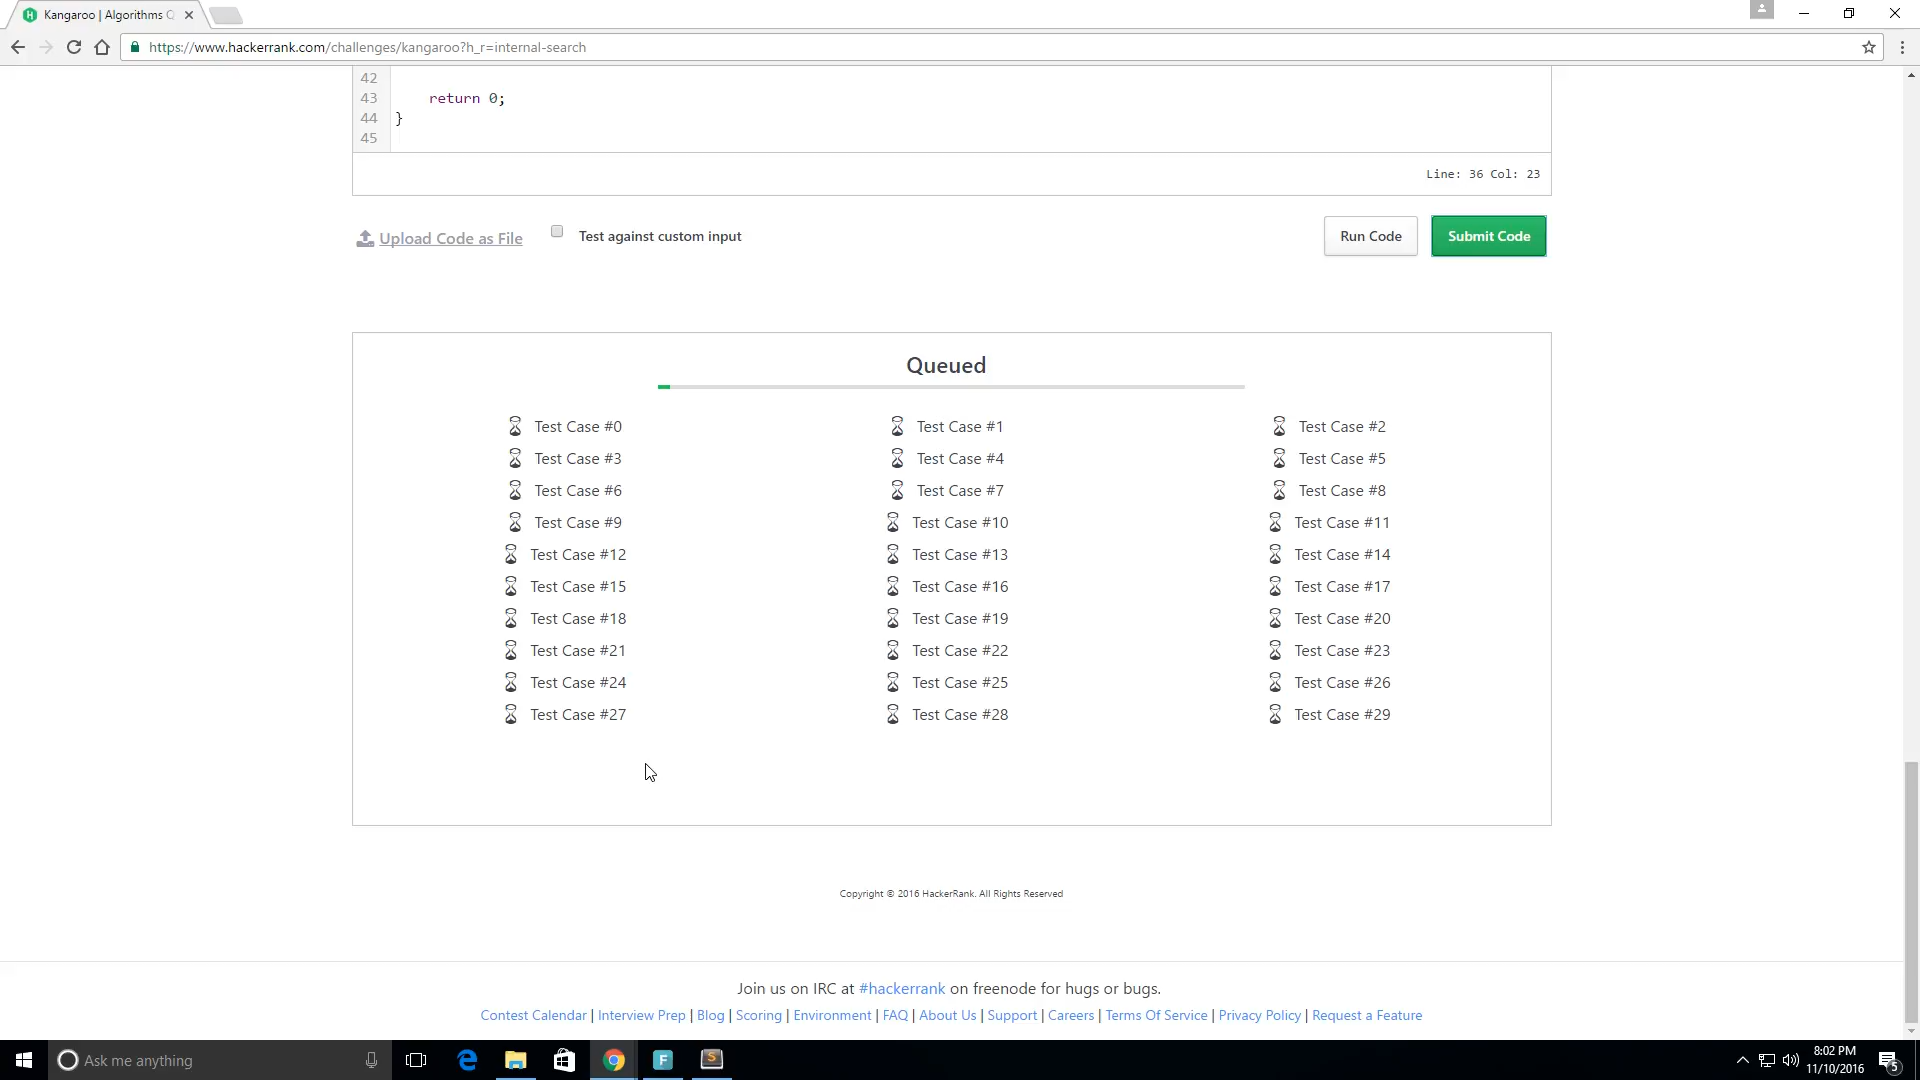 Kangaroo | Algorithms Q
https://www.hackerrank.com/challenges/kangaroo?h_r=internal-search
42
43 return 0;
44 }
45
Line: 36 Col: 23
Upload Code as File Test against custom input Run Code Submit Code
Queued
Test Case #0 Test Case #1 Test Case #2
Test Case #3 Test Case #4 Test Case #5
Test Case #6 Test Case #7 Test Case #8
Test Case #9 Test Case #10 Test Case #11
Test Case #12 Test Case #13 Test Case #14
Test Case #15 Test Case #16 Test Case #17
Test Case #18 Test Case #19 Test Case #20
Test Case #21 Test Case #22 Test Case #23
Test Case #24 Test Case #25 Test Case #26
Test Case #27 Test Case #28 Test Case #29
Copyright © 2016 HackerRank. All Rights Reserved
Join us on IRC at #hackerrank on freenode for hugs or bugs.
Contest Calendar | Interview Prep | Blog | Scoring | Environment | FAQ | About Us | Support | Careers | Terms Of Service | Privacy Policy | Request a Feature
Ask me anything
8:02 PM
11/10/2016
5